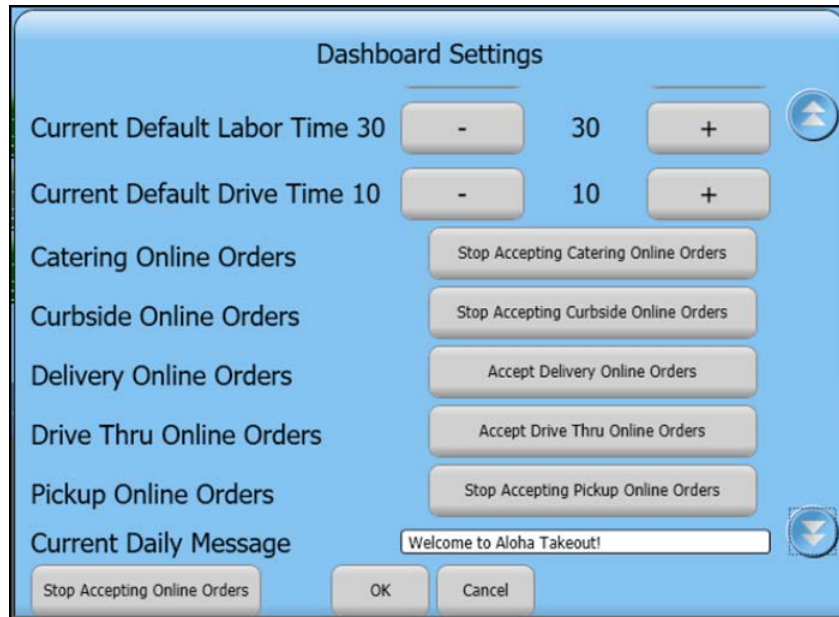 Dashboard Settings
Current Default Labor Time 30 - 30 +
Current Default Drive Time 10 - 10 +
Catering Online Orders Stop Accepting Catering Online Orders
Curbside Online Orders Stop Accepting Curbside Online Orders
Delivery Online Orders Accept Delivery Online Orders
Drive Thru Online Orders Accept Drive Thru Online Orders
Pickup Online Orders Stop Accepting Pickup Online Orders
Current Daily Message Welcome to Aloha Takeout!
Stop Accepting Online Orders OK Cancel